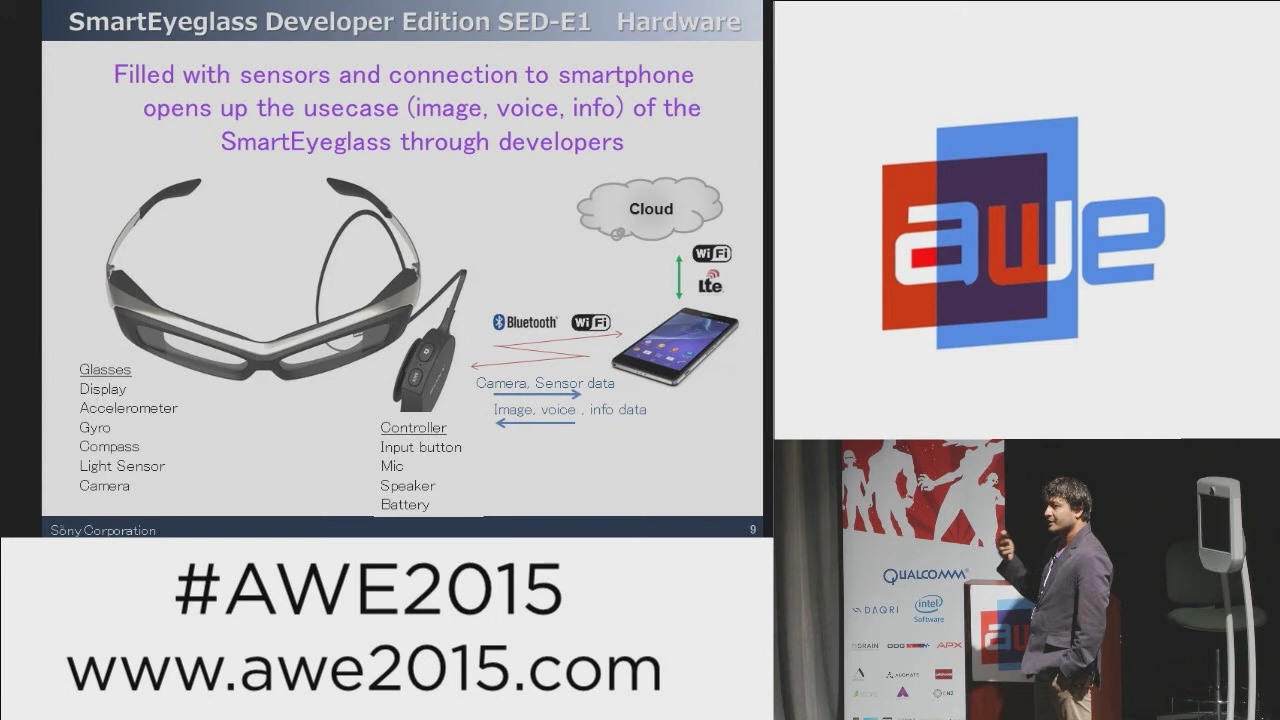 SmartEyeglass Developer Edition SED-E1 Hardware
Filled with sensors and connection to smartphone
opens up the usecase (image, voice, info) of the
SmartEyeglass through developers
Cloud
WiFi
Lte
Bluetooth WiFi
Camera, Sensor data
Image, voice , info data
Glasses
Display
Accelerometer
Gyro
Compass
Light Sensor
Camera
Controller
Input button
Mic
Speaker
Battery
Sony Corporation 9
#AWE2015
www.awe2015.com
awe
QUALCOMM
DAQRI
intel
Software
APX
AUGMATE